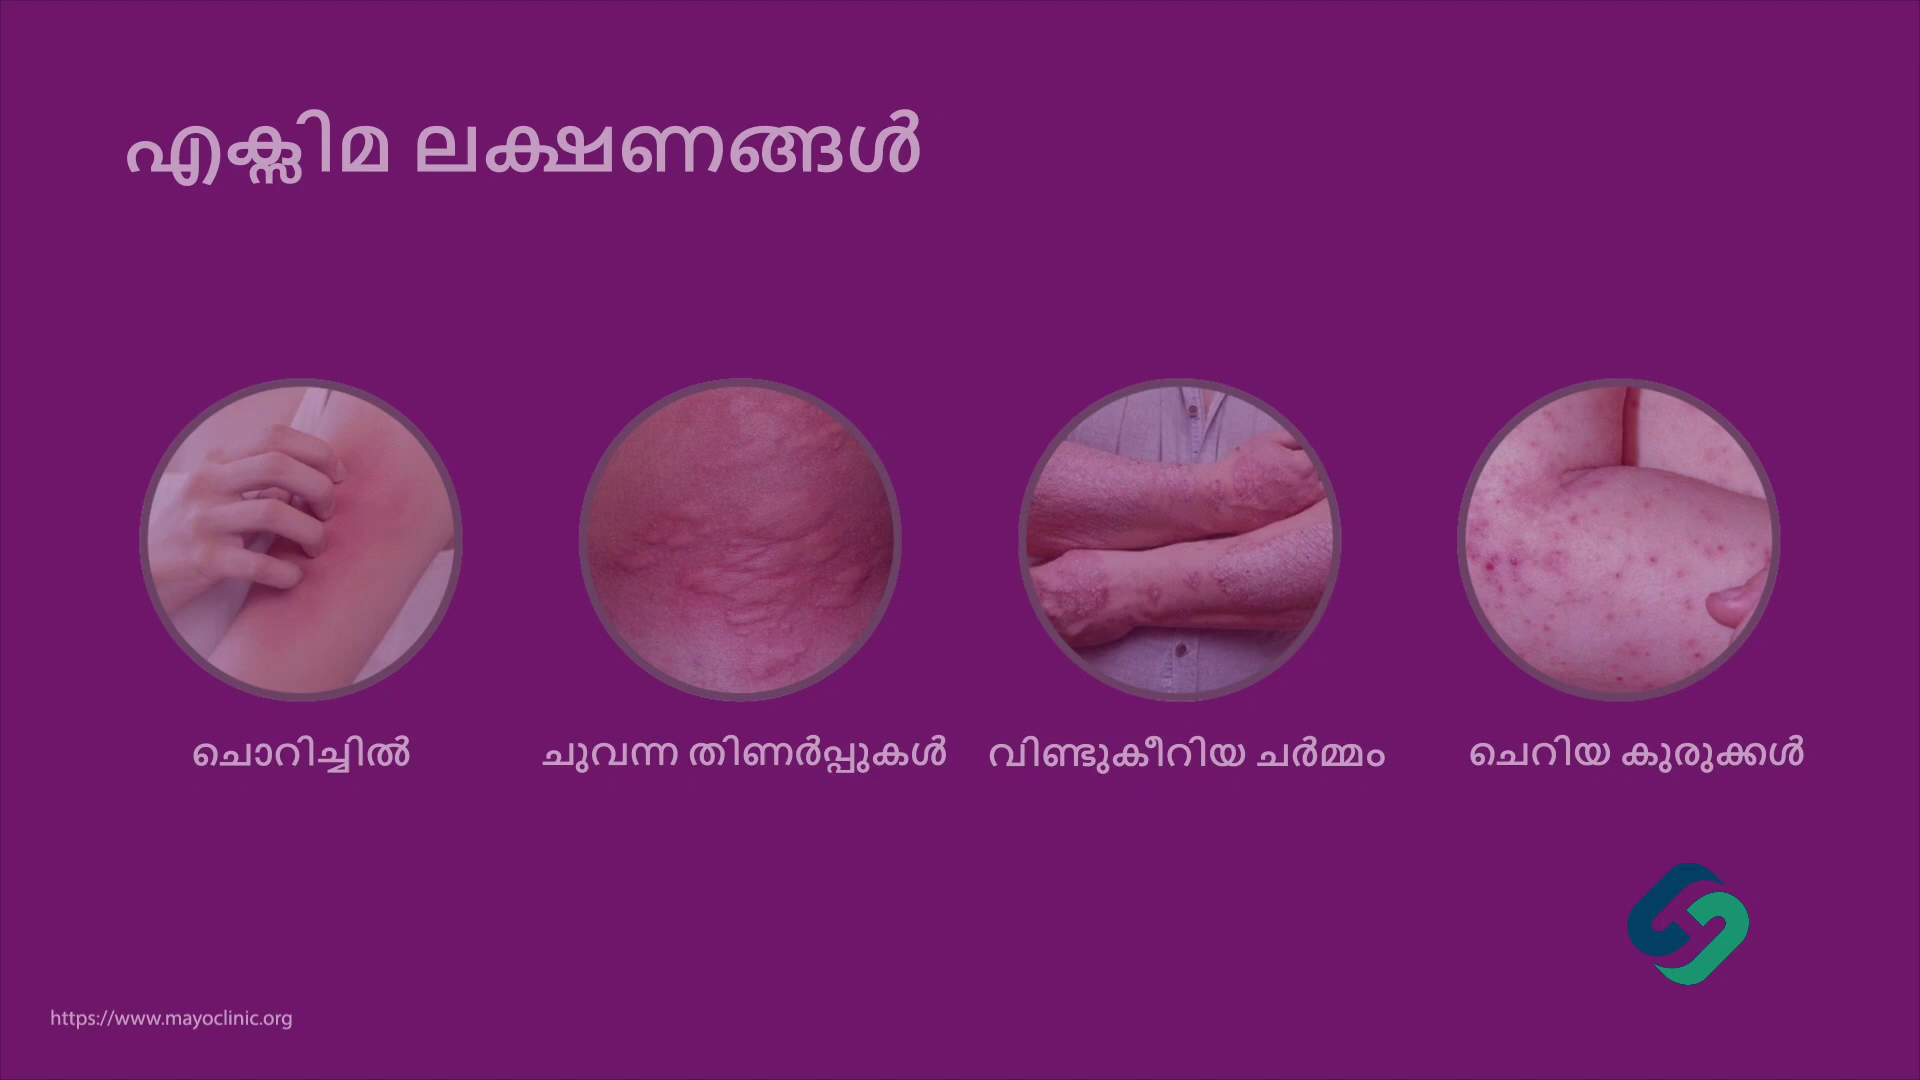 എക്സിമ ലക്ഷണങ്ങൾ
ചൊറിച്ചിൽ
ചുവന്ന തിണർപ്പുകൾ
വിണ്ടുകീറിയ ചർമ്മം
ചെറിയ കുരുക്കൾ
https://www.mayoclinic.org